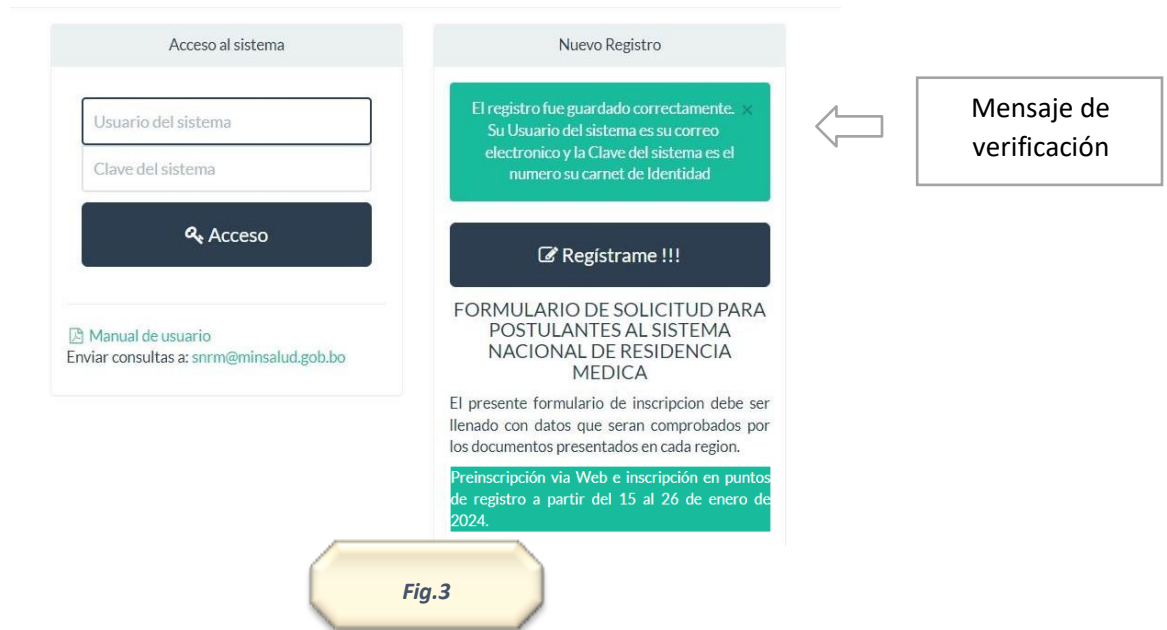 Acceso al sistema
Usuario del sistema
Clave del sistema
Acceso
Manual de usuario
Enviar consultas a: snrm@minsalud.gob.bo
Nuevo Registro
El registro fue guardado correctamente. ×
Su Usuario del sistema es su correo
electronico y la Clave del sistema es el
numero su carnet de Identidad
Regístrame !!!
FORMULARIO DE SOLICITUD PARA
POSTULANTES AL SISTEMA
NACIONAL DE RESIDENCIA
MEDICA
El presente formulario de inscripcion debe ser
llenado con datos que seran comprobados por
los documentos presentados en cada region.
Preinscripción via Web e inscripción en puntos
de registro a partir del 15 al 26 de enero de
2024.
Mensaje de
verificación
Fig.3